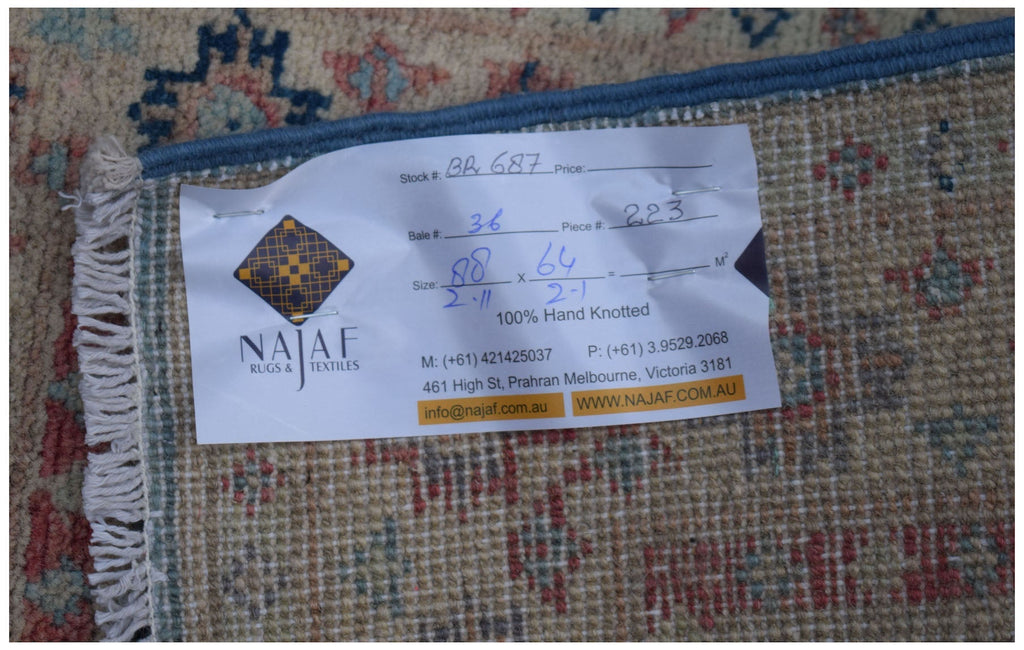 Stock #: BR 687 Price:
Bale #: 36 Piece #: 223
Size: 88 x 64 = M²
2-11 2-1
100% Hand Knotted
NAJAF
RUGS & TEXTILES
M: (+61) 421425037 P: (+61) 3.9529.2068
461 High St, Prahran Melbourne, Victoria 3181
info@najaf.com.au WWW.NAJAF.COM.AU